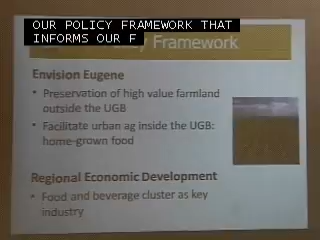 OUR POLICY FRAMEWORK THAT
INFORMS OUR F
Framework
Envision Eugene
• Preservation of high value farmland
outside the UGB
• Facilitate urban ag inside the UGB:
home-grown food
Regional Economic Development
• Food and beverage cluster as key
industry